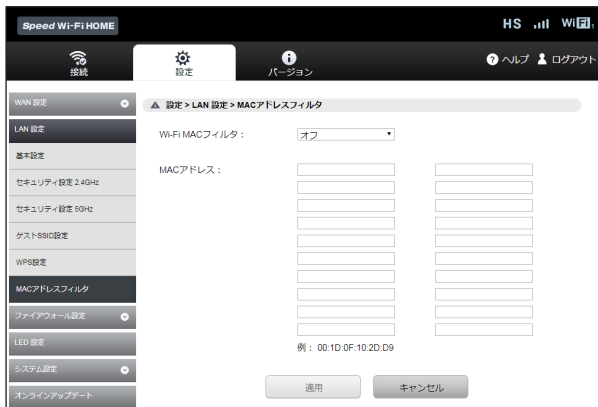 Speed Wi-Fi HOME
HS WiFi 1
接続
設定
バージョン
ヘルプ
ログアウト
WAN 設定
LAN 設定
基本設定
セキュリティ設定 2.4GHz
セキュリティ設定 5GHz
ゲストSSID設定
WPS設定
MACアドレスフィルタ
ファイアウォール設定
LED 設定
システム設定
オンラインアップデート
設定 > LAN 設定 > MACアドレスフィルタ
Wi-Fi MACフィルタ： オフ
MACアドレス：
例： 00:1D:0F:10:2D:D9
適用
キャンセル